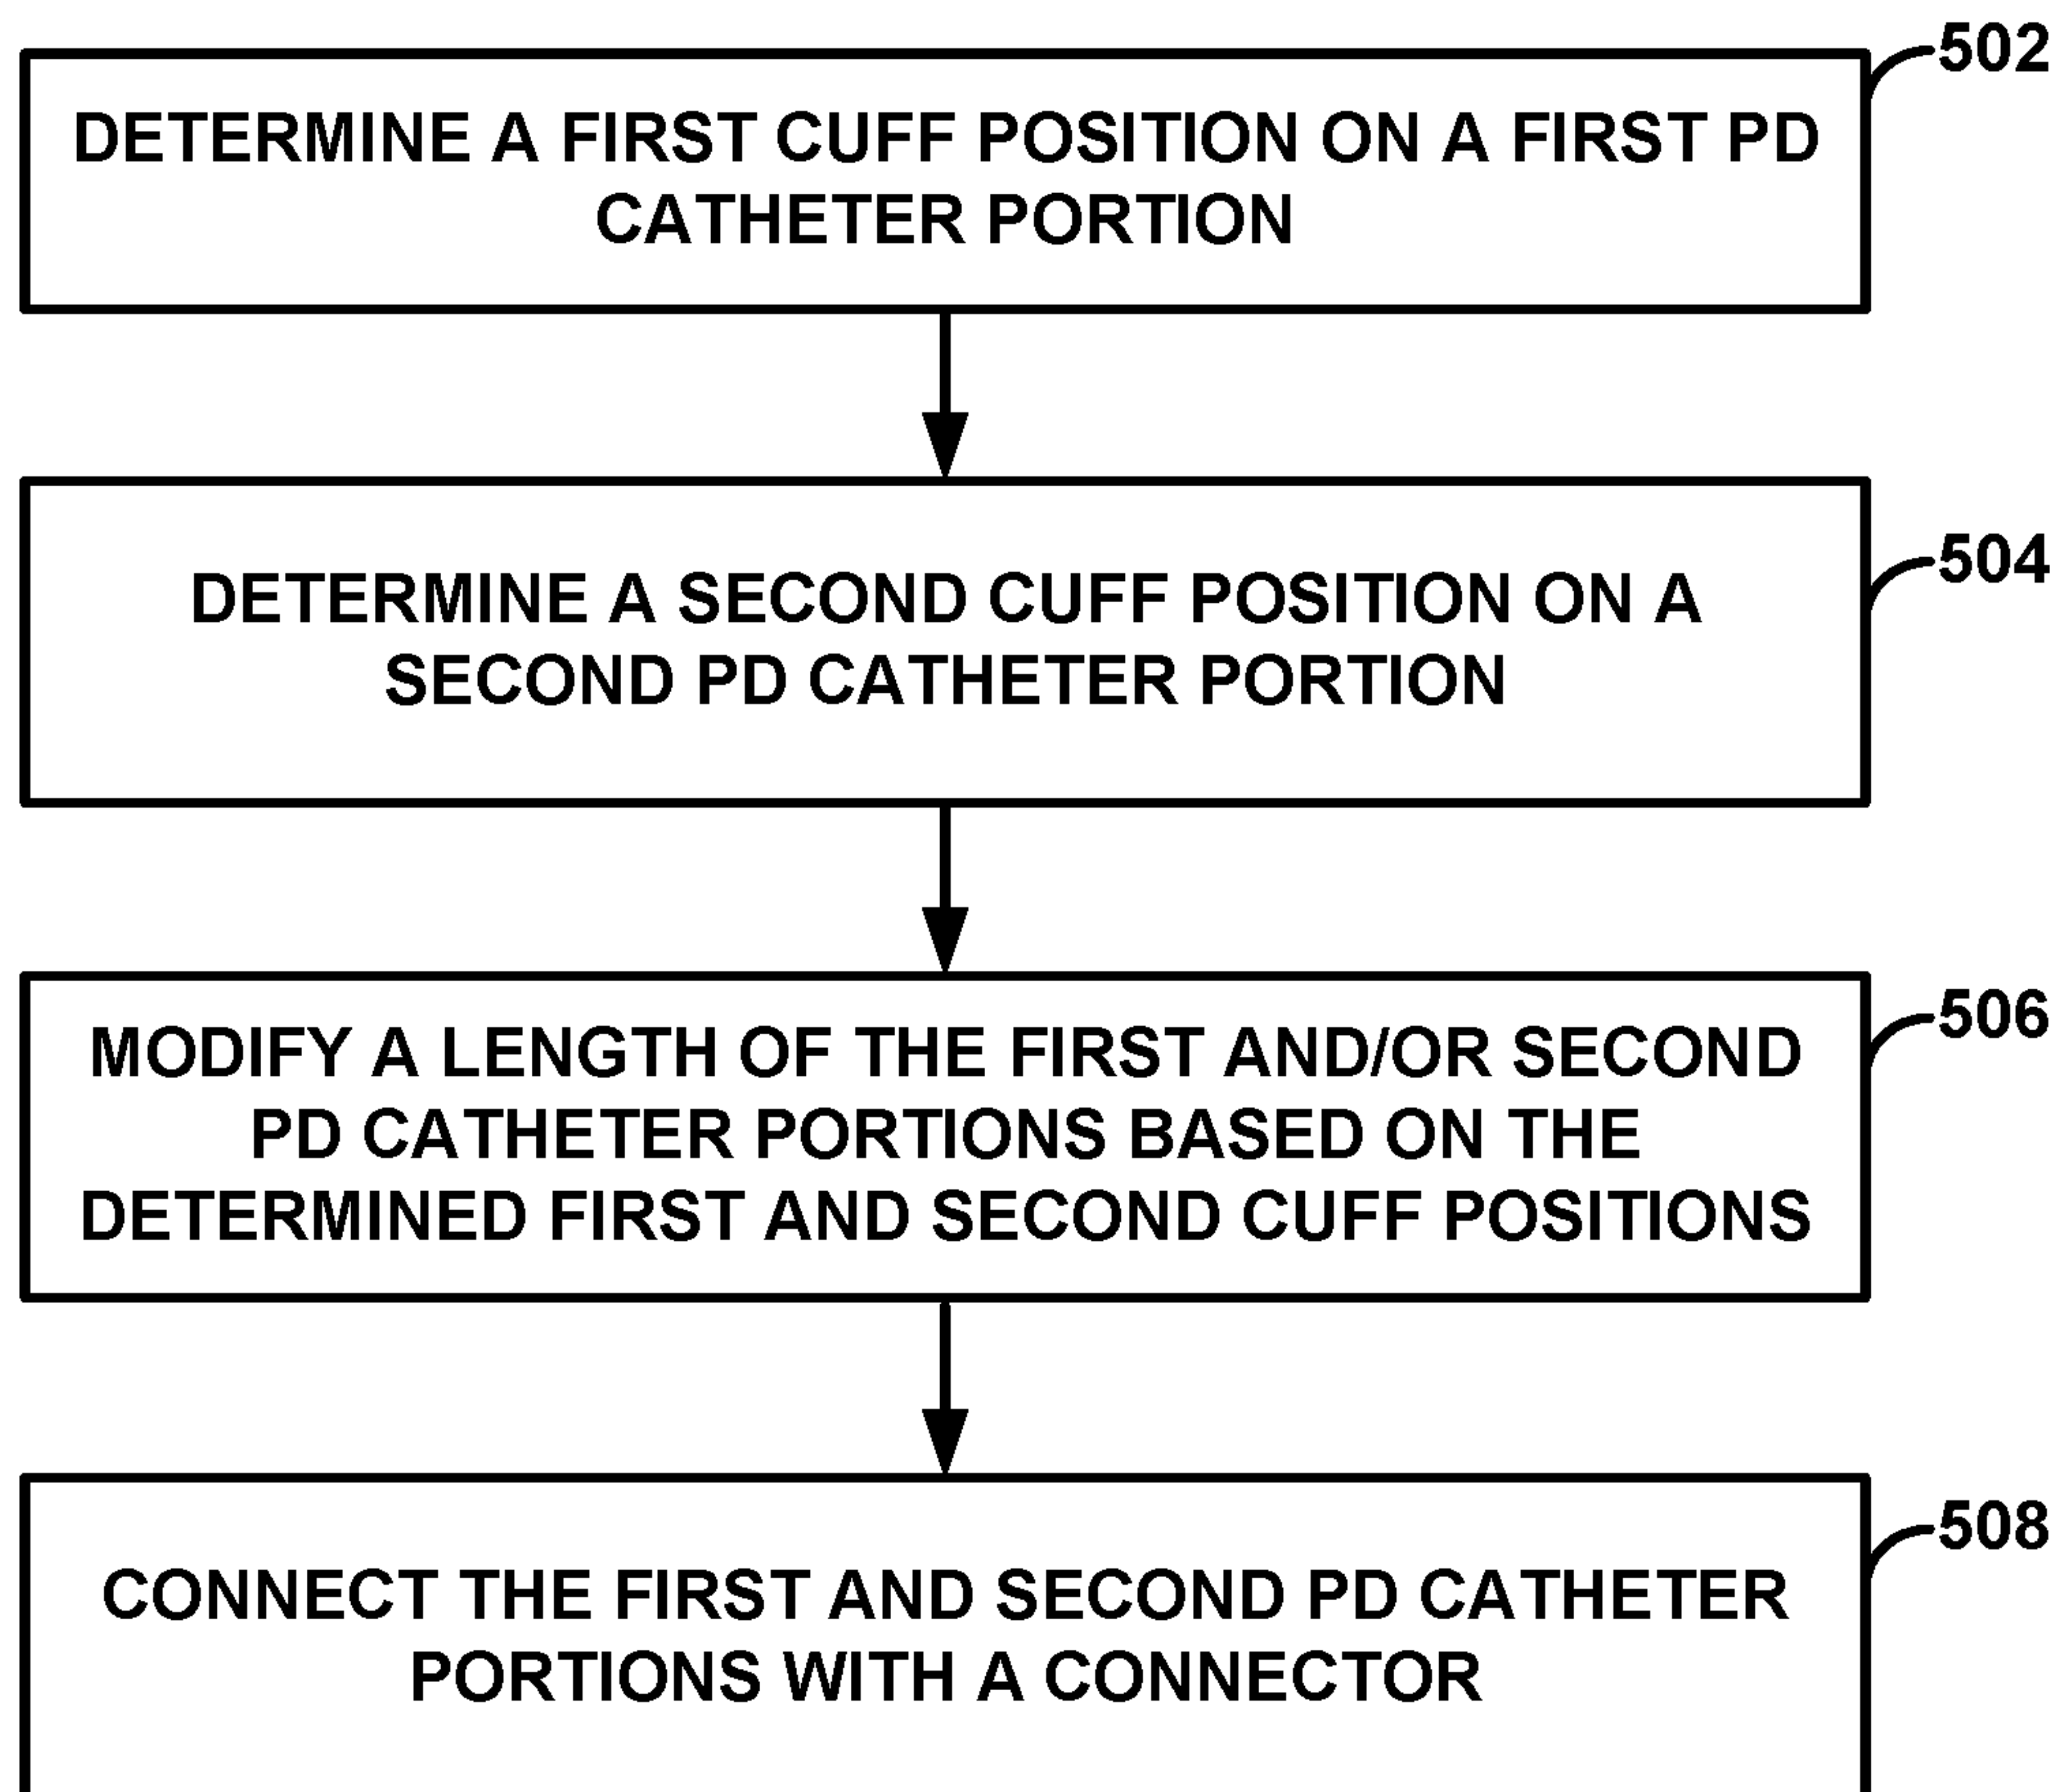 502
DETERMINE A FIRST CUFF POSITION ON A FIRST PD
CATHETER PORTION
504
DETERMINE A SECOND CUFF POSITION ON A
SECOND PD CATHETER PORTION
506
MODIFY A LENGTH OF THE FIRST AND/OR SECOND
PD CATHETER PORTIONS BASED ON THE
DETERMINED FIRST AND SECOND CUFF POSITIONS
508
CONNECT THE FIRST AND SECOND PD CATHETER
PORTIONS WITH A CONNECTOR